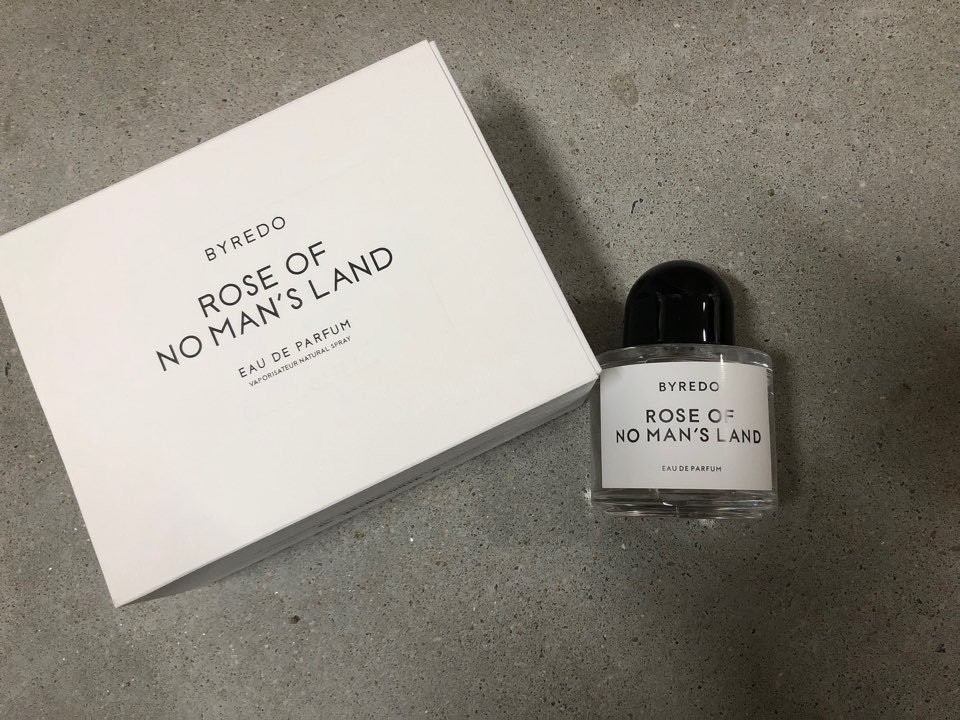 BYREDO
ROSE OF
NO MAN'S LAND
EAU DE PARFUM
VAPORISATEUR NATURAL SPRAY
BYREDO
ROSE OF
NO MAN'S LAND
EAU DE PARFUM